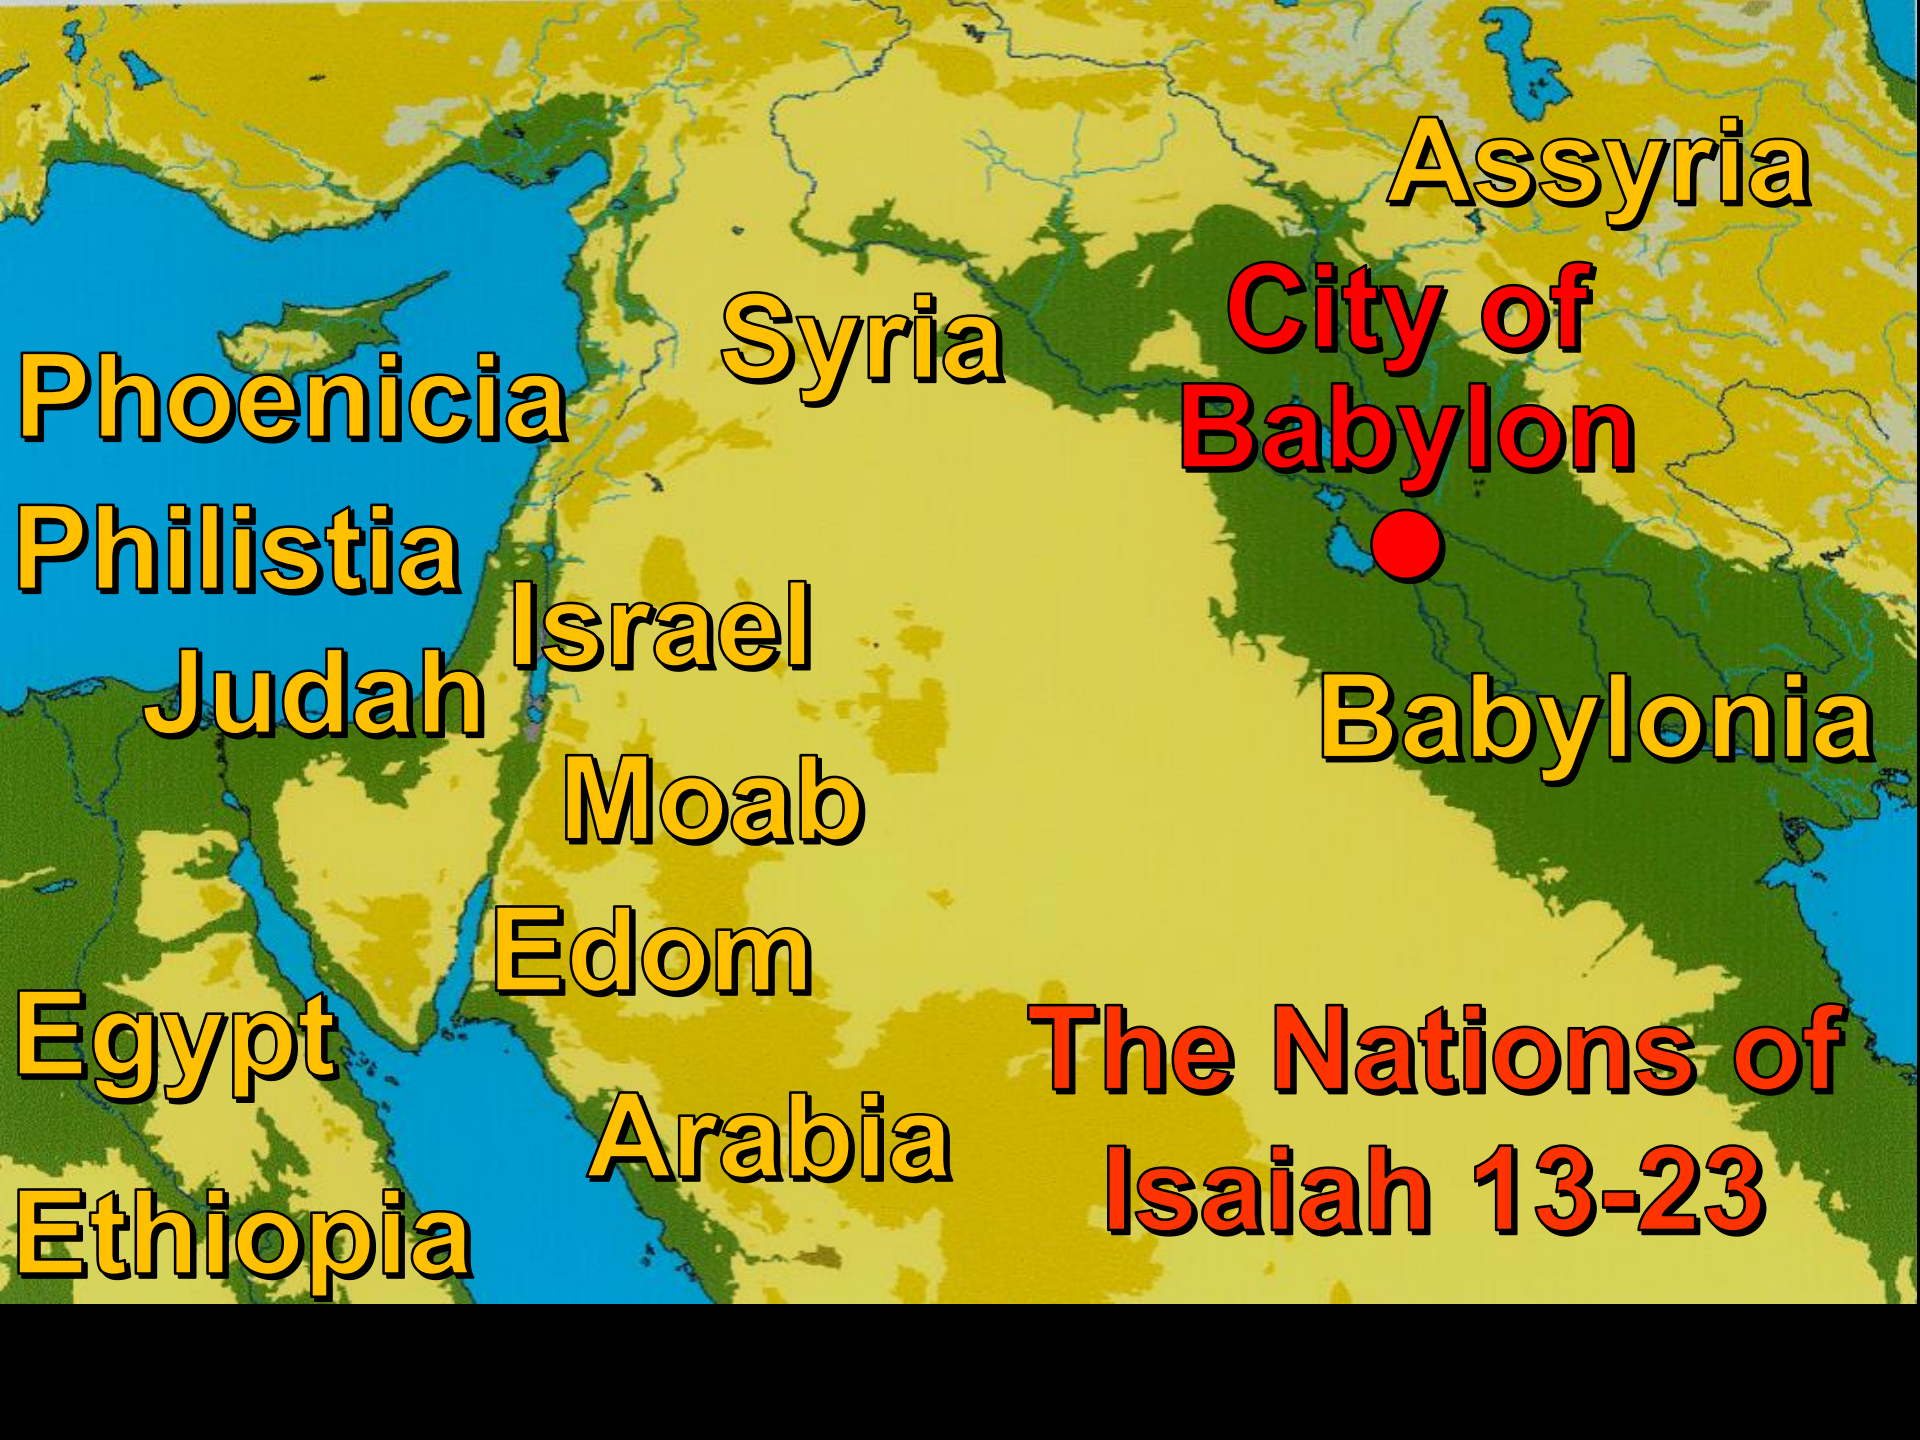 Assyria
City of
Babylon
Syria
Phoenicia
Philistia
Israel
Judah
Babylonia
Moab
Edom
Egypt
Arabia
Ethiopia
The Nations of
Isaiah 13-23